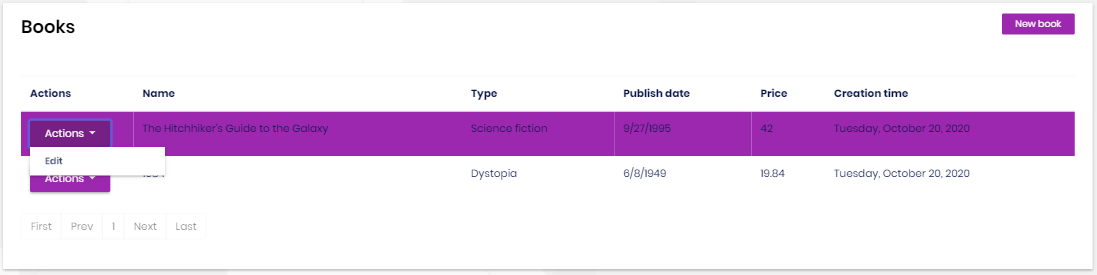 Books
New book
Actions Name Type Publish date Price Creation time
Actions The Hitchhiker's Guide to the Galaxy Science fiction 9/27/1995 42 Tuesday, October 20, 2020
Edit
Actions Dystopia 6/8/1949 19.84 Tuesday, October 20, 2020
First Prev 1 Next Last